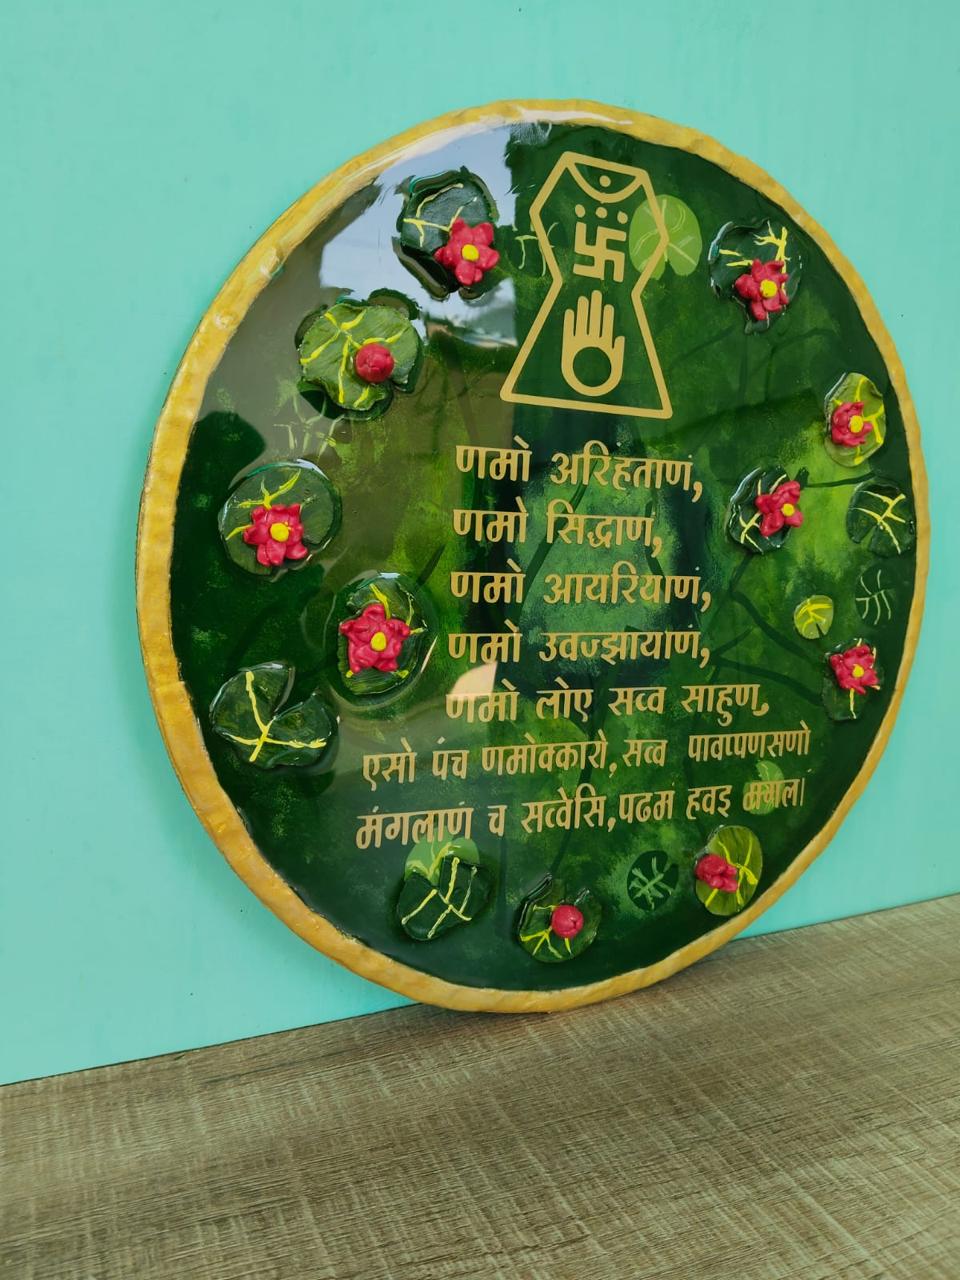 णमो अरिहंताणं,
णमो सिद्धाणं,
णमो आयरियाणं,
णमो उवज्झायाणं,
णमो लोए सव्व साहुणं,
एसो पंच णमोक्कारो, सव्व पावप्पणसणो
मंगलाणं च सव्वेसिं, पढमं हवइ मंगलं।